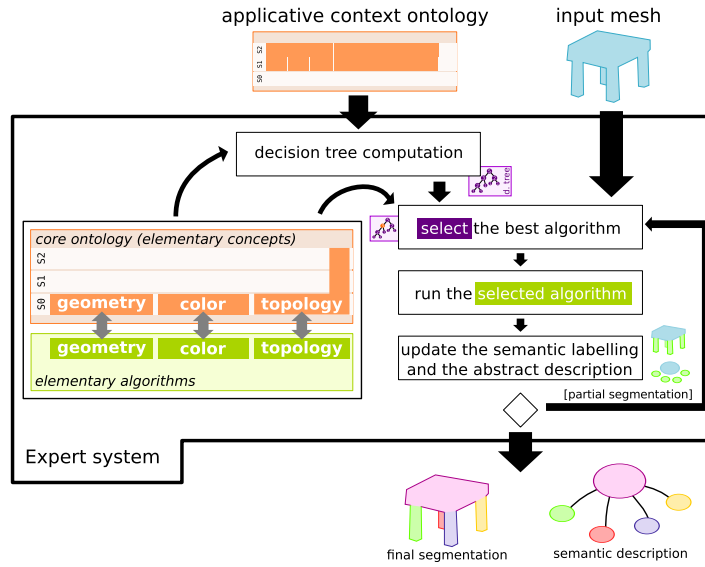 applicative context ontology
input mesh
S2
S1
S0
decision tree computation
d. tree
select the best algorithm
core ontology (elementary concepts)
S2
S1
S0
geometry color topology
run the selected algorithm
geometry color topology
elementary algorithms
update the semantic labelling
and the abstract description
[partial segmentation]
Expert system
final segmentation
semantic description